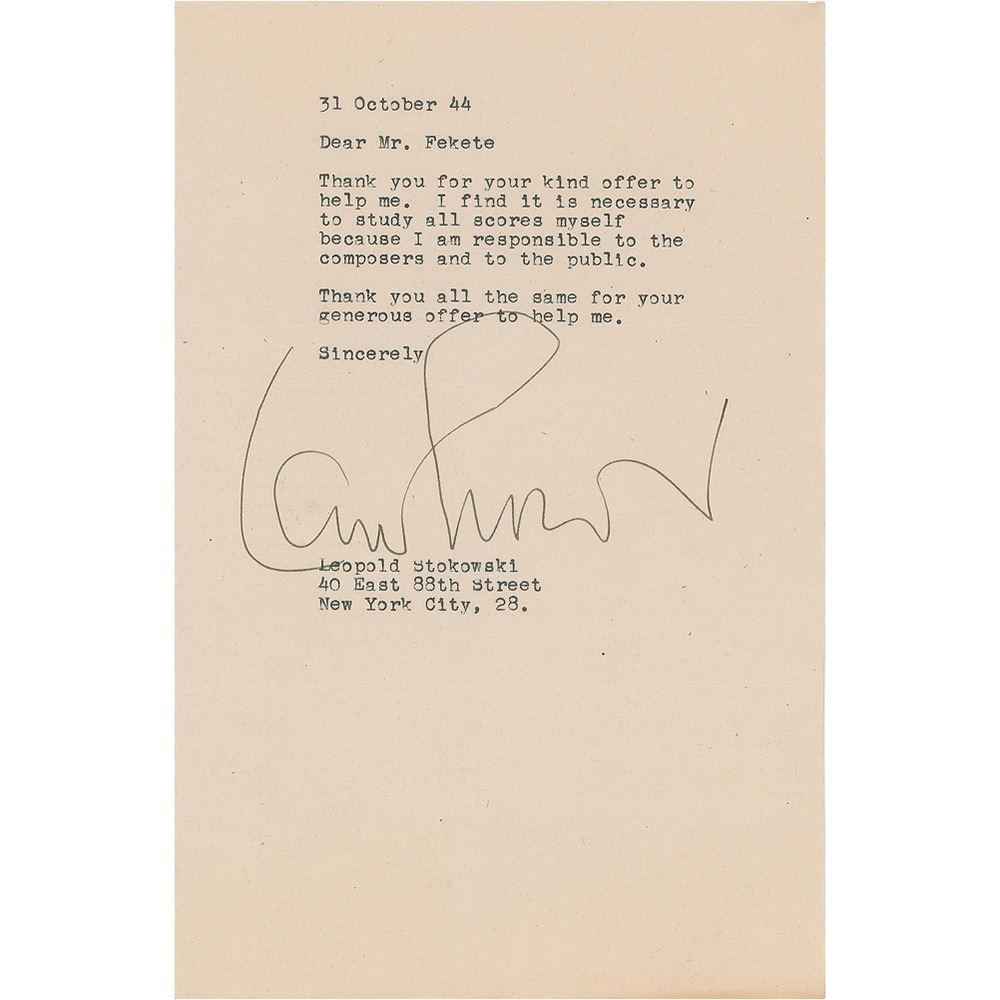 31 October 44
Dear Mr. Fekete
Thank you for your kind offer to
help me.  I find it is necessary
to study all scores myself
because I am responsible to the
composers and to the public.
Thank you all the same for your
generous offer to help me.
Sincerely
Leopold Stokowski
40 East 88th Street
New York City, 28.